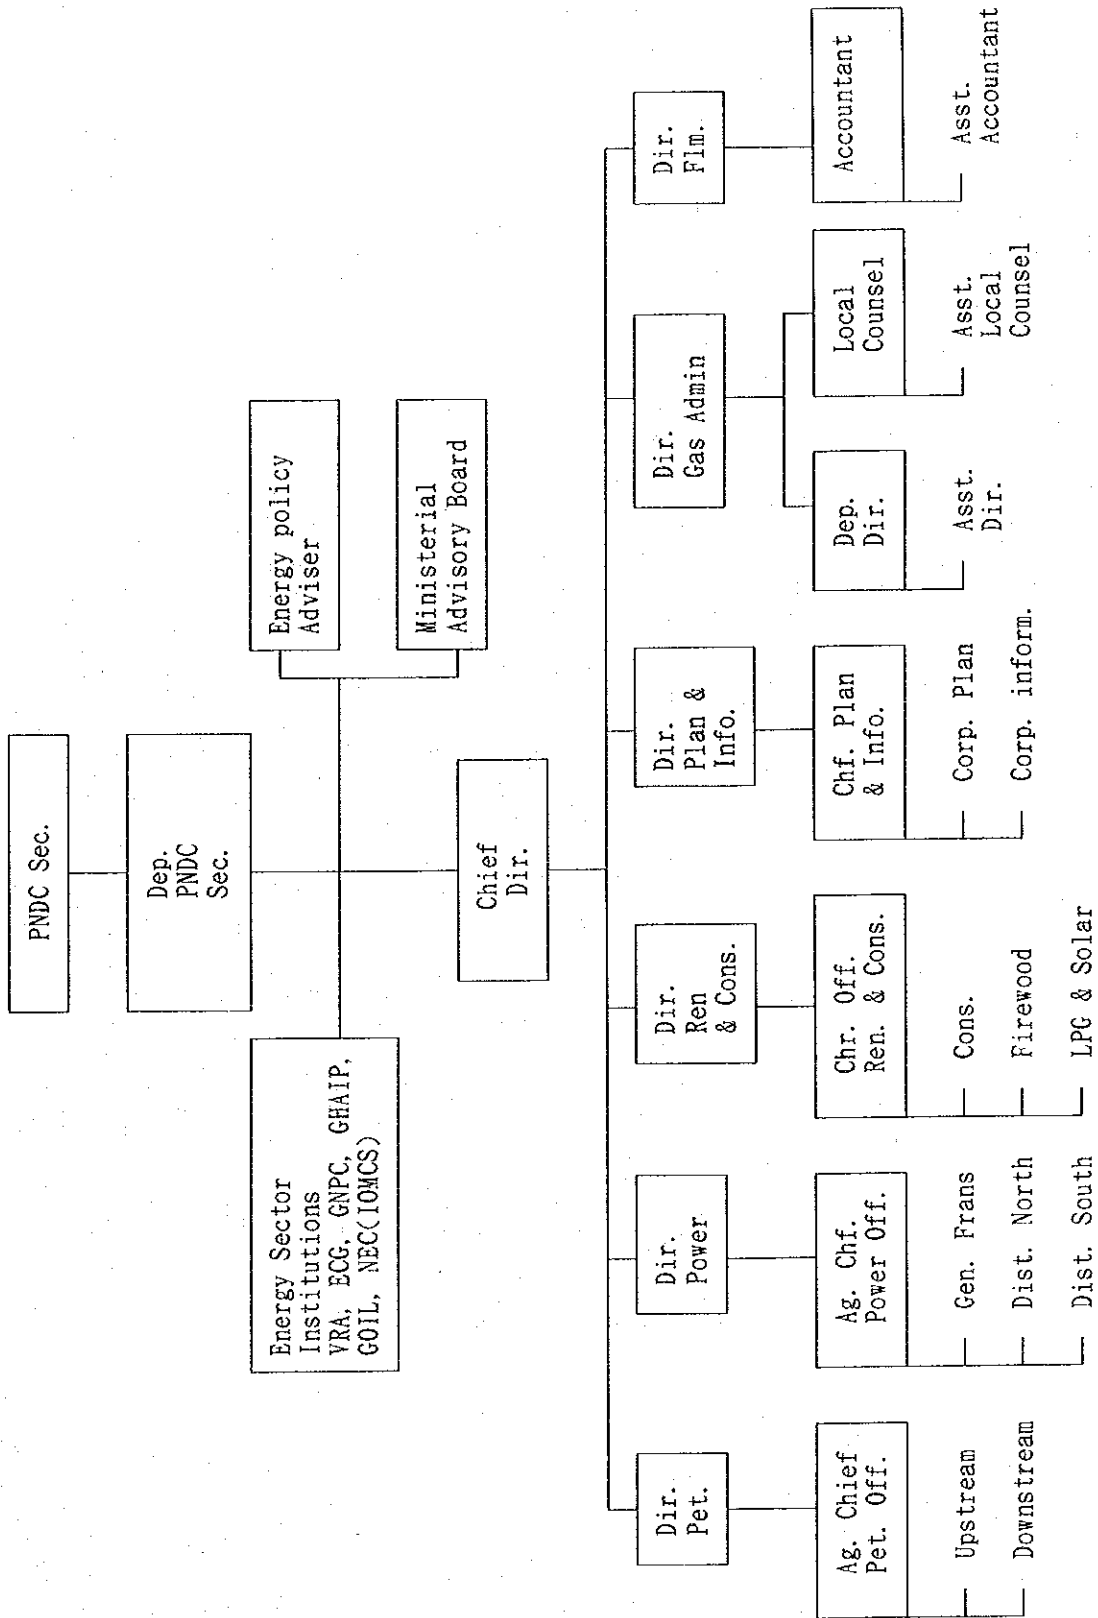 PNDC Sec.
Dep.
PNDC
Sec.
Energy Sector
Institutions
VRA, ECG, GNPC, GHAIP,
GOIL, NEC(IOMCS)
Energy policy
Adviser
Ministerial
Advisory Board
Chief
Dir.
Dir.
Pet.
Dir.
Power
Dir.
Ren
& Cons.
Dir.
Plan &
Info.
Dir.
Gas Admin
Dir.
Flm.
Ag. Chief
Pet. Off.
Upstream
Downstream
Ag. Chf.
Power Off.
Gen. Frans
Dist. North
Dist. South
Chr. Off.
Ren. & Cons.
Cons.
Firewood
LPG & Solar
Chf. Plan
& Info.
Corp. Plan
Corp. inform.
Dep.
Dir.
Asst.
Dir.
Local
Counsel
Asst.
Local
Counsel
Accountant
Asst.
Accountant